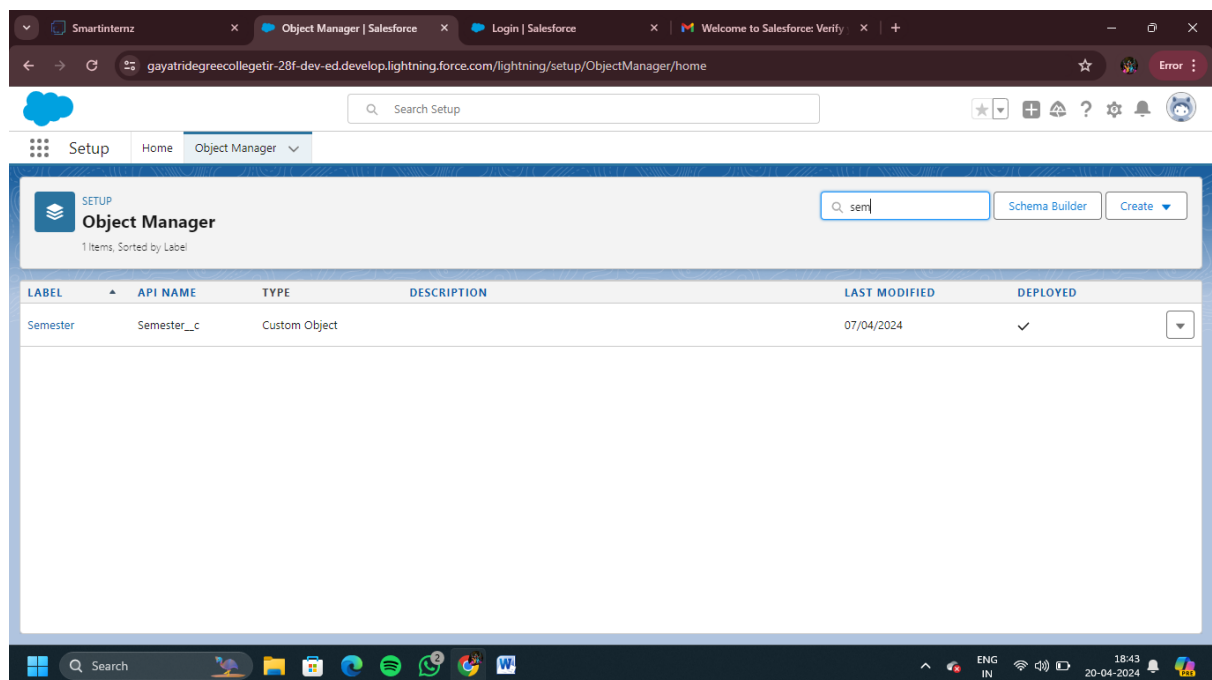 Smartinternz
Object Manager | Salesforce
Login | Salesforce
Welcome to Salesforce: Verify
gayatridegreecollegetir-28f-dev-ed.develop.lightning.force.com/lightning/setup/ObjectManager/home
Error
Search Setup
Setup
Home
Object Manager
SETUP
Object Manager
1 Items, Sorted by Label
sem
Schema Builder
Create
LABEL API NAME TYPE DESCRIPTION LAST MODIFIED DEPLOYED
Semester Semester__c Custom Object 07/04/2024
Search
2
W
ENG
IN
18:43
20-04-2024
PRE